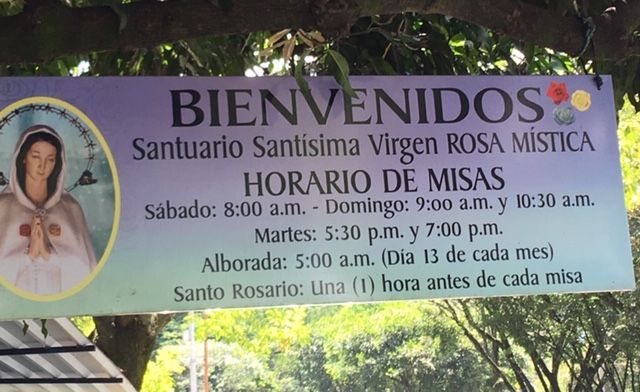 BIENVENIDOS
Santuario Santísima Virgen ROSA MÍSTICA
HORARIO DE MISAS
Sábado: 8:00 a.m. - Domingo: 9:00 a.m. y 10:30 a.m.
Martes: 5:30 p.m. y 7:00 p.m.
Alborada: 5:00 a.m. (Día 13 de cada mes)
Santo Rosario: Una (1) hora antes de cada misa